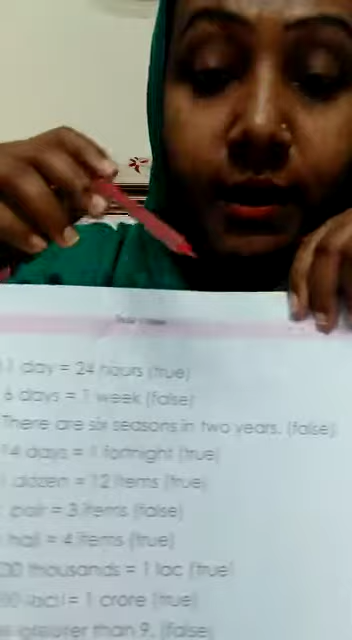 1 day = 24 hours (true)
6 days = 1 week (false)
There are six seasons in two years. (false)
14 days = 1 fortnight (true)
dozen = 12 items (true)
pair = 3 items (false)
hali = 4 items (true)
thousands = 1 lac (true)
= 1 crore (true)
greater than 9. (false)